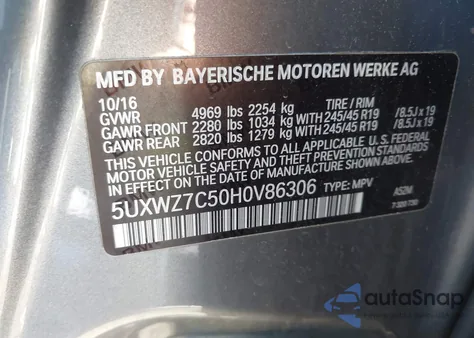 MFD BY BAYERISCHE MOTOREN WERKE AG
10/16 TIRE / RIM
GVWR 4969 lbs 2254 kg
GAWR FRONT 2280 lbs 1034 kg WITH 245/45 R19 / 8.5J x 19
GAWR REAR 2820 lbs 1279 kg WITH 245/45 R19 / 8.5J x 19
THIS VEHICLE CONFORMS TO ALL APPLICABLE U.S. FEDERAL
MOTOR VEHICLE SAFETY STANDARDS IN EFFECT ON THE
DATE OF MANUFACTURE SHOWN ABOVE.
5UXWZ7C50H0V86306 TYPE: MPV
autoSnap